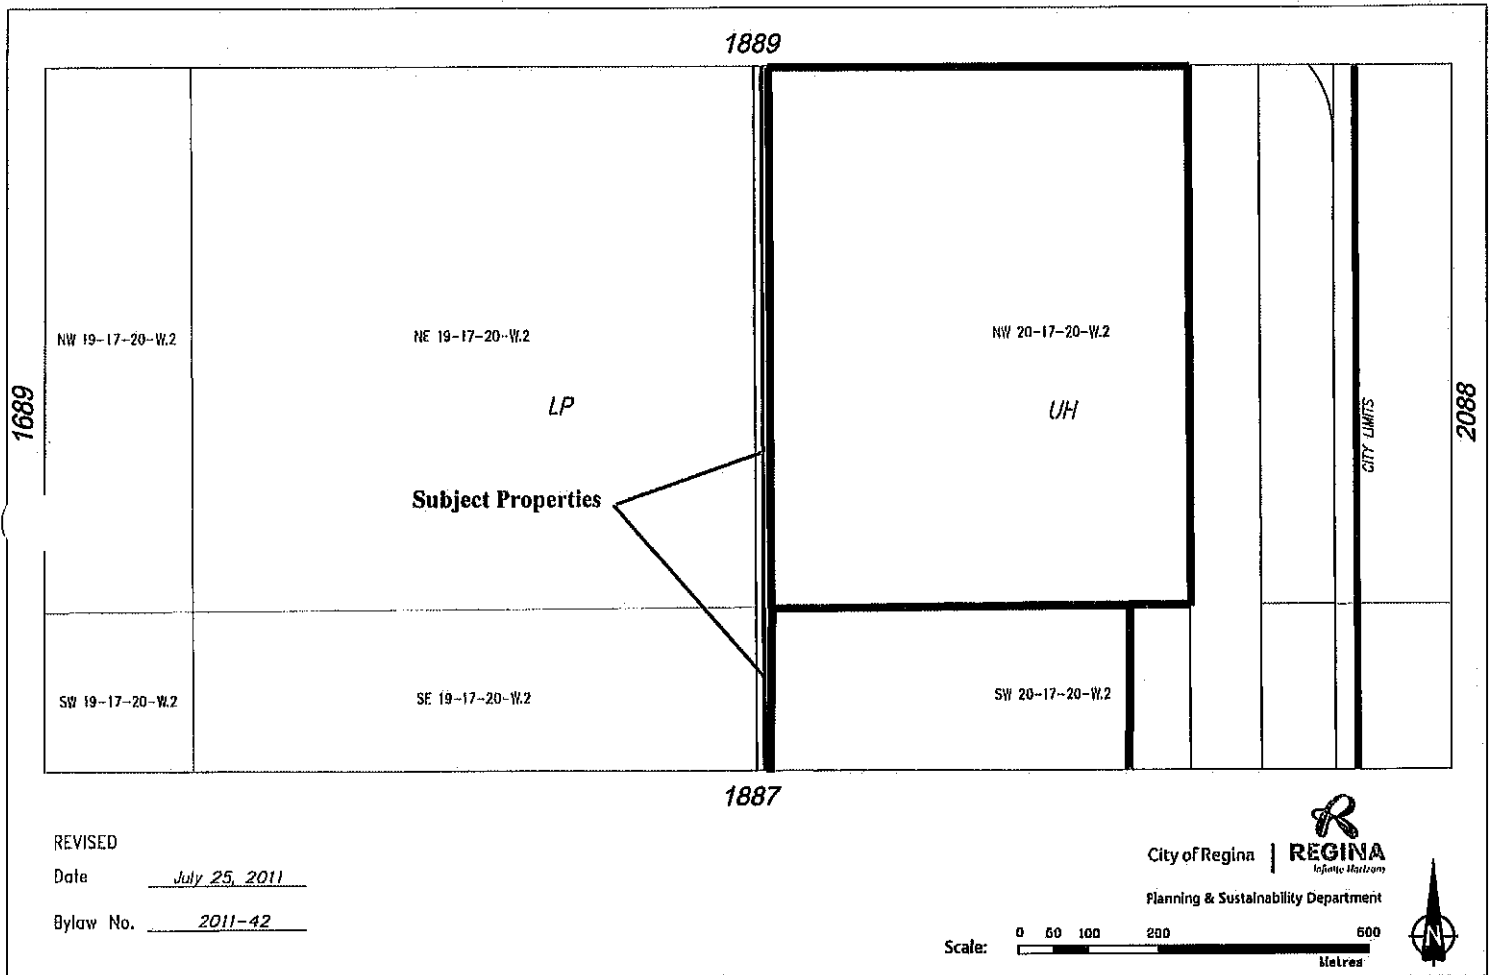 1889
NW 19-17-20-W.2
NE 19-17-20-W.2
NW 20-17-20-W.2
1689
LP
UH
CITY LIMITS
2088
Subject Properties
SW 19-17-20-W.2
SE 19-17-20-W.2
SW 20-17-20-W.2
1887
REVISED
Date July 25, 2011
Bylaw No. 2011-42
City of Regina | REGINA
Infinite Horizons
Planning & Sustainability Department
Scale: 0 50 100 200 600
Metres
N